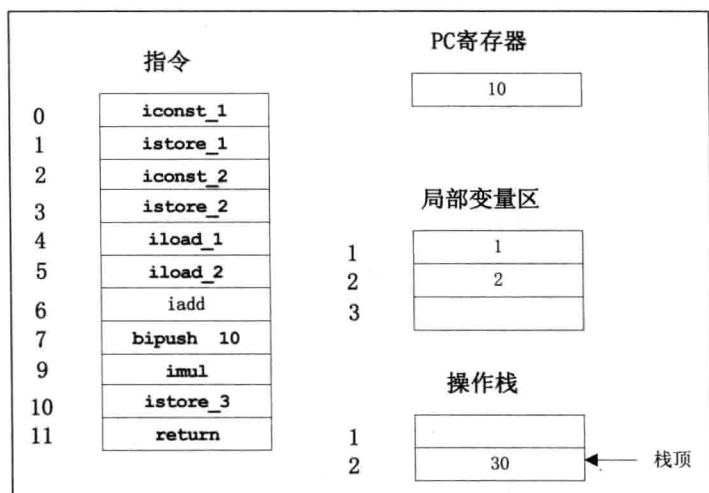 指令
0 iconst_1
1 istore_1
2 iconst_2
3 istore_2
4 iload_1
5 iload_2
6 iadd
7 bipush 10
9 imul
10 istore_3
11 return
PC寄存器
10
局部变量区
1 1
2 2
3
操作栈
1
2 30 栈顶